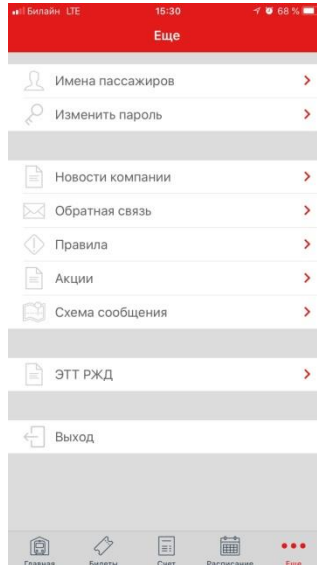 Билайн LTE 15:30 68 %
Еще
Имена пассажиров
Изменить пароль
Новости компании
Обратная связь
Правила
Акции
Схема сообщения
ЭТТ РЖД
Выход
Главная Билеты Счет Расписание Еще